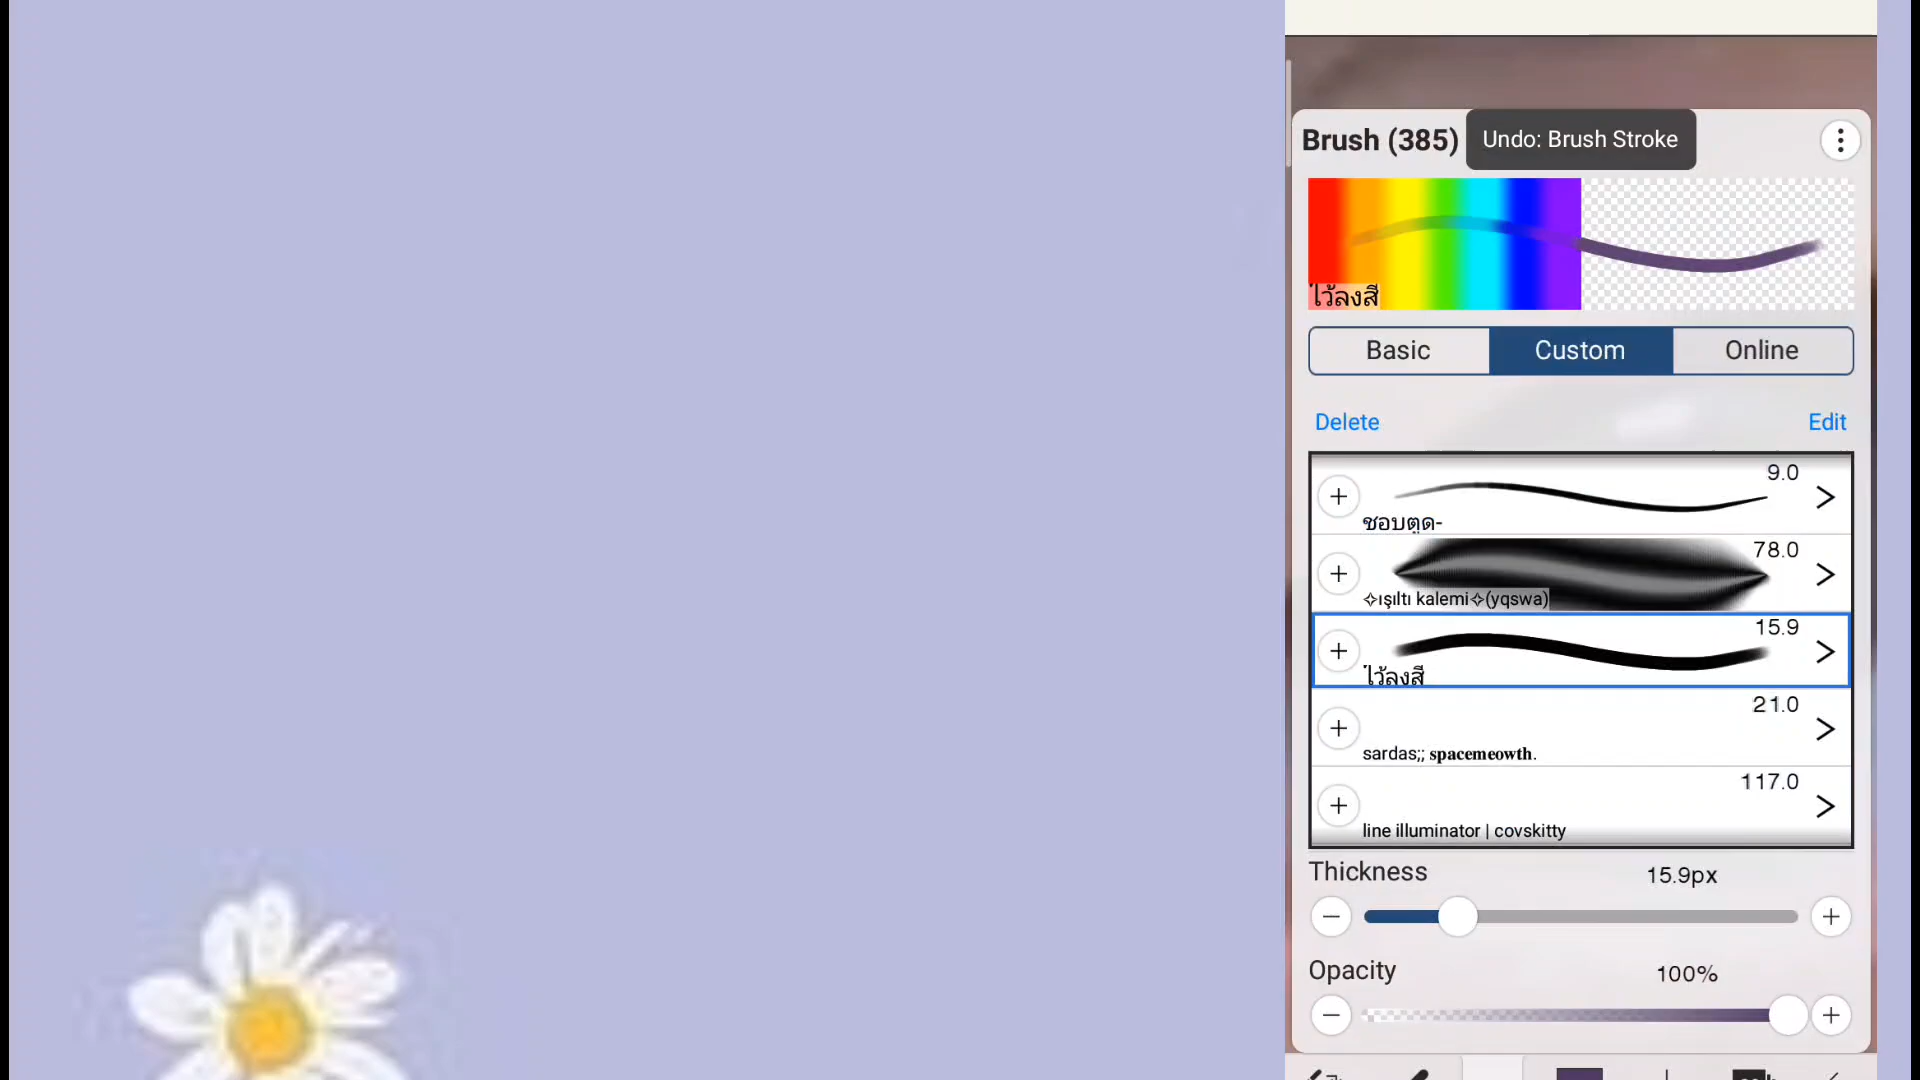 Brush (385)
Undo: Brush Stroke
ไว้ลงสี
Basic
Custom
Online
Delete
Edit
9.0
ชอบตูด-
78.0
✧ışıltı kalemi✧(yqswa)
15.9
ไว้ลงสี
21.0
sardas;; 𝐬𝐩𝐚𝐜𝐞𝐦𝐞𝐨𝐰𝐭𝐡.
117.0
line illuminator | covskitty
Thickness
15.9px
Opacity
100%